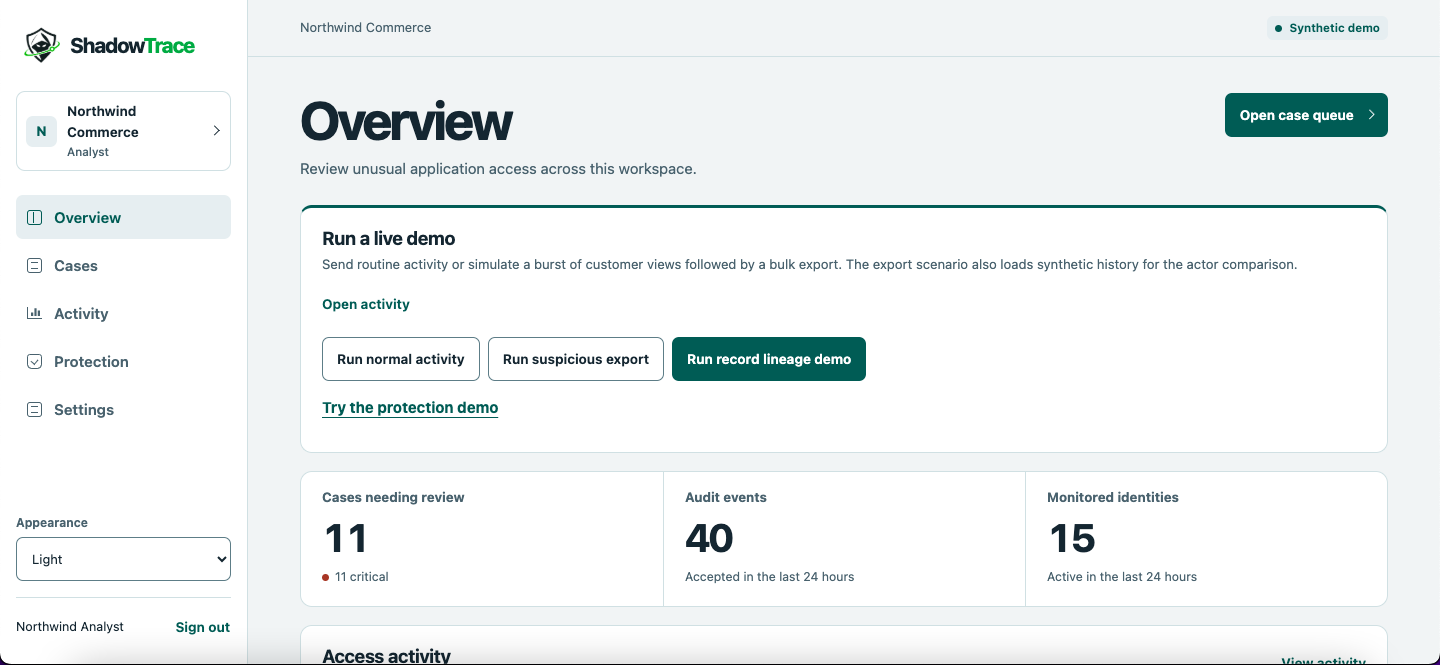 ShadowTrace
N
Northwind
Commerce
Analyst
Overview
Cases
Activity
Protection
Settings
Appearance
Light
Northwind Analyst
Sign out
Northwind Commerce
Synthetic demo
Overview
Open case queue
Review unusual application access across this workspace.
Run a live demo
Send routine activity or simulate a burst of customer views followed by a bulk export. The export scenario also loads synthetic history for the actor comparison.
Open activity
Run normal activity
Run suspicious export
Run record lineage demo
Try the protection demo
Cases needing review
11
11 critical
Audit events
40
Accepted in the last 24 hours
Monitored identities
15
Active in the last 24 hours
Access activity
View activity